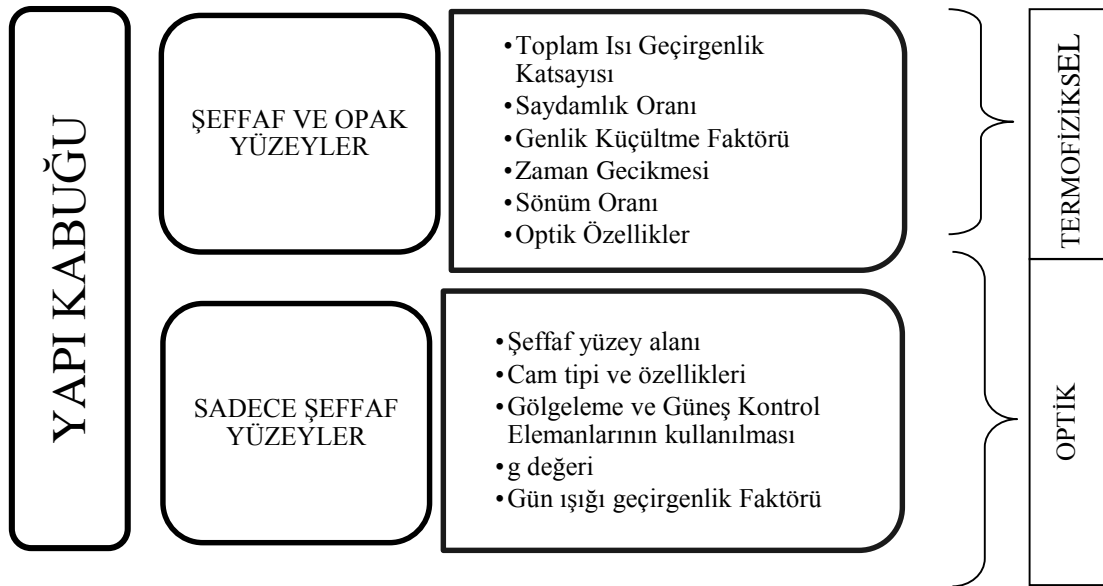 YAPI KABUĞU
ŞEFFAF VE OPAK
YÜZEYLER
•Toplam Isı Geçirgenlik
Katsayısı
•Saydamlık Oranı
•Genlik Küçültme Faktörü
•Zaman Gecikmesi
•Sönüm Oranı
•Optik Özellikler
TERMOFİZİKSEL
SADECE ŞEFFAF
YÜZEYLER
•Şeffaf yüzey alanı
•Cam tipi ve özellikleri
•Gölgeleme ve Güneş Kontrol
Elemanlarının kullanılması
•g değeri
•Gün ışığı geçirgenlik Faktörü
OPTİK